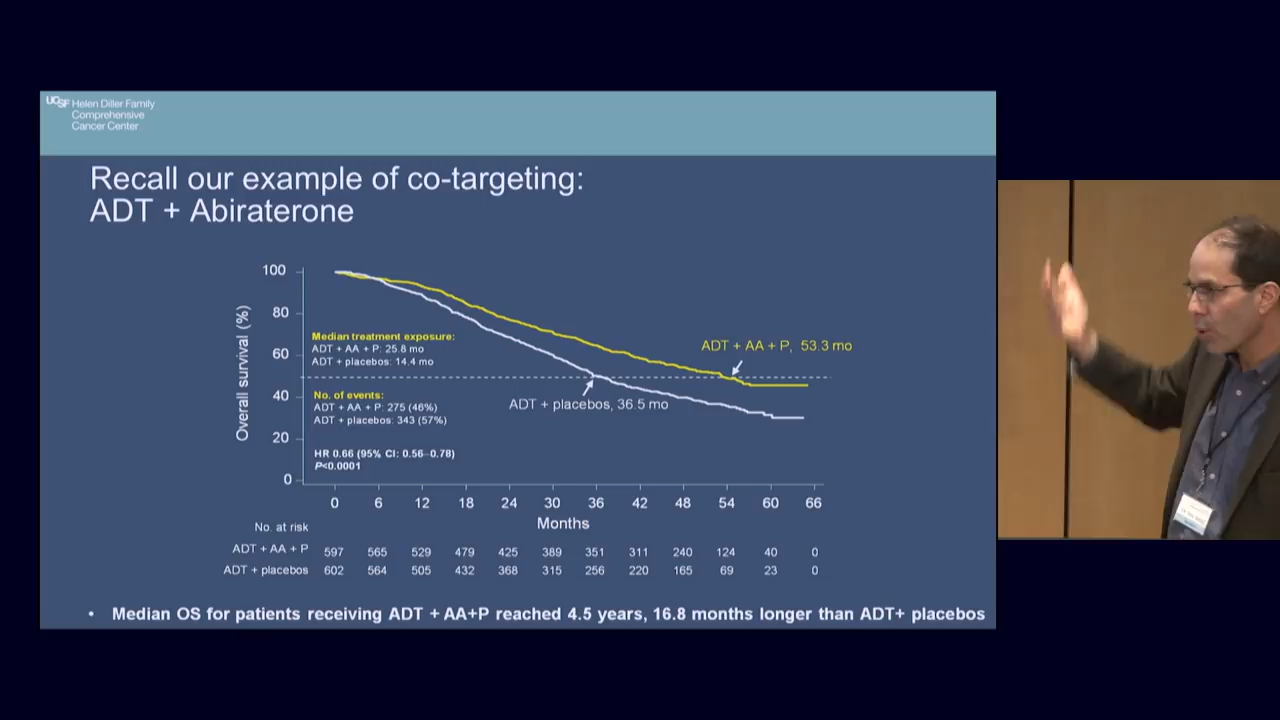 UCSF Helen Diller Family
Comprehensive
Cancer Center
Recall our example of co-targeting:
ADT + Abiraterone
Overall survival (%)
100
80
60
40
20
0
Median treatment exposure:
ADT + AA + P: 25.8 mo
ADT + placebos: 14.4 mo
No. of events:
ADT + AA + P: 275 (46%)
ADT + placebos: 343 (57%)
HR 0.66 (95% CI: 0.56–0.78)
P<0.0001
ADT + AA + P, 53.3 mo
ADT + placebos, 36.5 mo
0 6 12 18 24 30 36 42 48 54 60 66
Months
No. at risk
ADT + AA + P 597 565 529 479 425 389 351 311 240 124 40 0
ADT + placebos 602 564 505 432 368 315 256 220 165 69 23 0
• Median OS for patients receiving ADT + AA+P reached 4.5 years, 16.8 months longer than ADT+ placebos